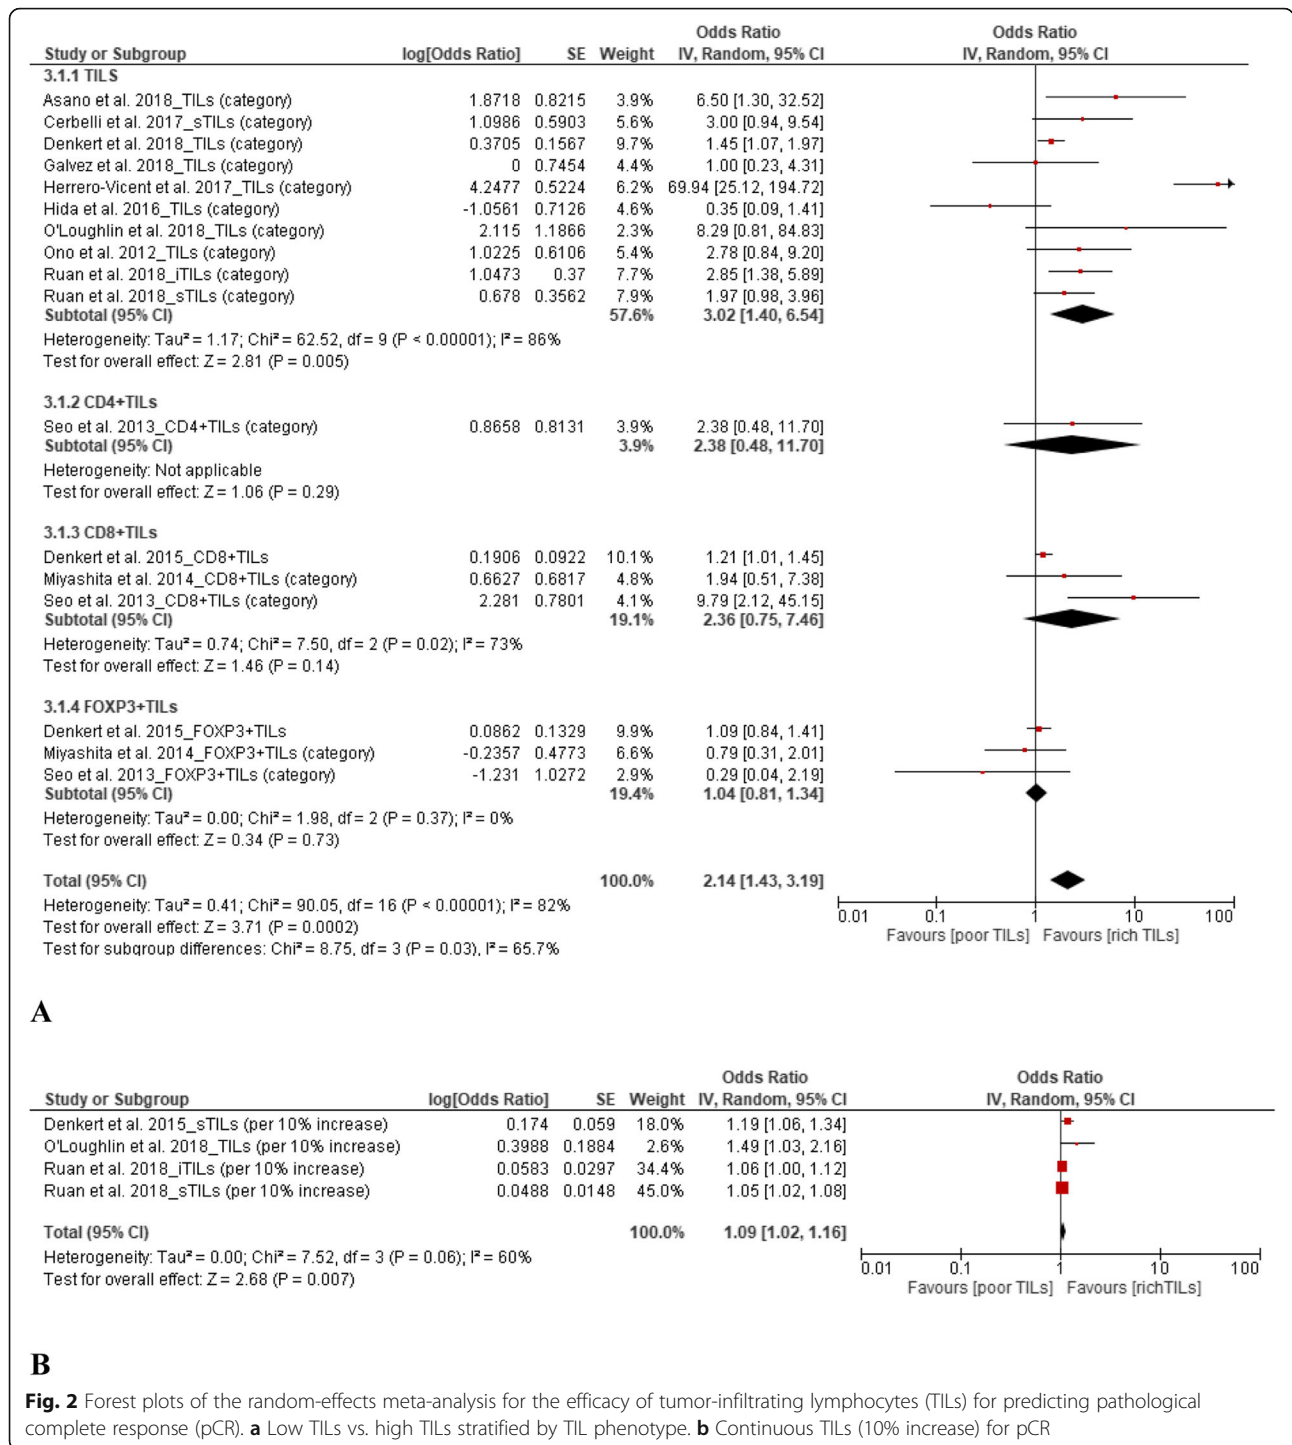 Odds Ratio Odds Ratio
Study or Subgroup log[Odds Ratio] SE Weight IV, Random, 95% CI IV, Random, 95% CI
3.1.1 TILS
Asano et al. 2018_TILs (category) 1.8718 0.8215 3.9% 6.50 [1.30, 32.52]
Cerbelli et al. 2017_sTILs (category) 1.0986 0.5903 5.6% 3.00 [0.94, 9.54]
Denkert et al. 2018_TILs (category) 0.3705 0.1567 9.7% 1.45 [1.07, 1.97]
Galvez et al. 2018_TILs (category) 0 0.7454 4.4% 1.00 [0.23, 4.31]
Herrero-Vicent et al. 2017_TILs (category) 4.2477 0.5224 6.2% 69.94 [25.12, 194.72]
Hida et al. 2016_TILs (category) -1.0561 0.7126 4.6% 0.35 [0.09, 1.41]
O'Loughlin et al. 2018_TILs (category) 2.115 1.1866 2.3% 8.29 [0.81, 84.83]
Ono et al. 2012_TILs (category) 1.0225 0.6106 5.4% 2.78 [0.84, 9.20]
Ruan et al. 2018_iTILs (category) 1.0473 0.37 7.7% 2.85 [1.38, 5.89]
Ruan et al. 2018_sTILs (category) 0.678 0.3562 7.9% 1.97 [0.98, 3.96]
Subtotal (95% CI) 57.6% 3.02 [1.40, 6.54]
Heterogeneity: Tau² = 1.17; Chi² = 62.52, df = 9 (P < 0.00001); I² = 86%
Test for overall effect: Z = 2.81 (P = 0.005)
3.1.2 CD4+TILs
Seo et al. 2013_CD4+TILs (category) 0.8658 0.8131 3.9% 2.38 [0.48, 11.70]
Subtotal (95% CI) 3.9% 2.38 [0.48, 11.70]
Heterogeneity: Not applicable
Test for overall effect: Z = 1.06 (P = 0.29)
3.1.3 CD8+TILs
Denkert et al. 2015_CD8+TILs 0.1906 0.0922 10.1% 1.21 [1.01, 1.45]
Miyashita et al. 2014_CD8+TILs (category) 0.6627 0.6817 4.8% 1.94 [0.51, 7.38]
Seo et al. 2013_CD8+TILs (category) 2.281 0.7801 4.1% 9.79 [2.12, 45.15]
Subtotal (95% CI) 19.1% 2.36 [0.75, 7.46]
Heterogeneity: Tau² = 0.74; Chi² = 7.50, df = 2 (P = 0.02); I² = 73%
Test for overall effect: Z = 1.46 (P = 0.14)
3.1.4 FOXP3+TILs
Denkert et al. 2015_FOXP3+TILs 0.0862 0.1329 9.9% 1.09 [0.84, 1.41]
Miyashita et al. 2014_FOXP3+TILs (category) -0.2357 0.4773 6.6% 0.79 [0.31, 2.01]
Seo et al. 2013_FOXP3+TILs (category) -1.231 1.0272 2.9% 0.29 [0.04, 2.19]
Subtotal (95% CI) 19.4% 1.04 [0.81, 1.34]
Heterogeneity: Tau² = 0.00; Chi² = 1.98, df = 2 (P = 0.37); I² = 0%
Test for overall effect: Z = 0.34 (P = 0.73)
Total (95% CI) 100.0% 2.14 [1.43, 3.19]
Heterogeneity: Tau² = 0.41; Chi² = 90.05, df = 16 (P < 0.00001); I² = 82%
Test for overall effect: Z = 3.71 (P = 0.0002)
Test for subgroup differences: Chi² = 8.75, df = 3 (P = 0.03), I² = 65.7%
0.01 0.1 1 10 100
Favours [poor TILs] Favours [rich TILs]
A
Odds Ratio Odds Ratio
Study or Subgroup log[Odds Ratio] SE Weight IV, Random, 95% CI IV, Random, 95% CI
Denkert et al. 2015_sTILs (per 10% increase) 0.174 0.059 18.0% 1.19 [1.06, 1.34]
O'Loughlin et al. 2018_TILs (per 10% increase) 0.3988 0.1884 2.6% 1.49 [1.03, 2.16]
Ruan et al. 2018_iTILs (per 10% increase) 0.0583 0.0297 34.4% 1.06 [1.00, 1.12]
Ruan et al. 2018_sTILs (per 10% increase) 0.0488 0.0148 45.0% 1.05 [1.02, 1.08]
Total (95% CI) 100.0% 1.09 [1.02, 1.16]
Heterogeneity: Tau² = 0.00; Chi² = 7.52, df = 3 (P = 0.06); I² = 60%
Test for overall effect: Z = 2.68 (P = 0.007)
0.01 0.1 1 10 100
Favours [poor TILs] Favours [richTILs]
B
Fig. 2 Forest plots of the random-effects meta-analysis for the efficacy of tumor-infiltrating lymphocytes (TILs) for predicting pathological
complete response (pCR). a Low TILs vs. high TILs stratified by TIL phenotype. b Continuous TILs (10% increase) for pCR